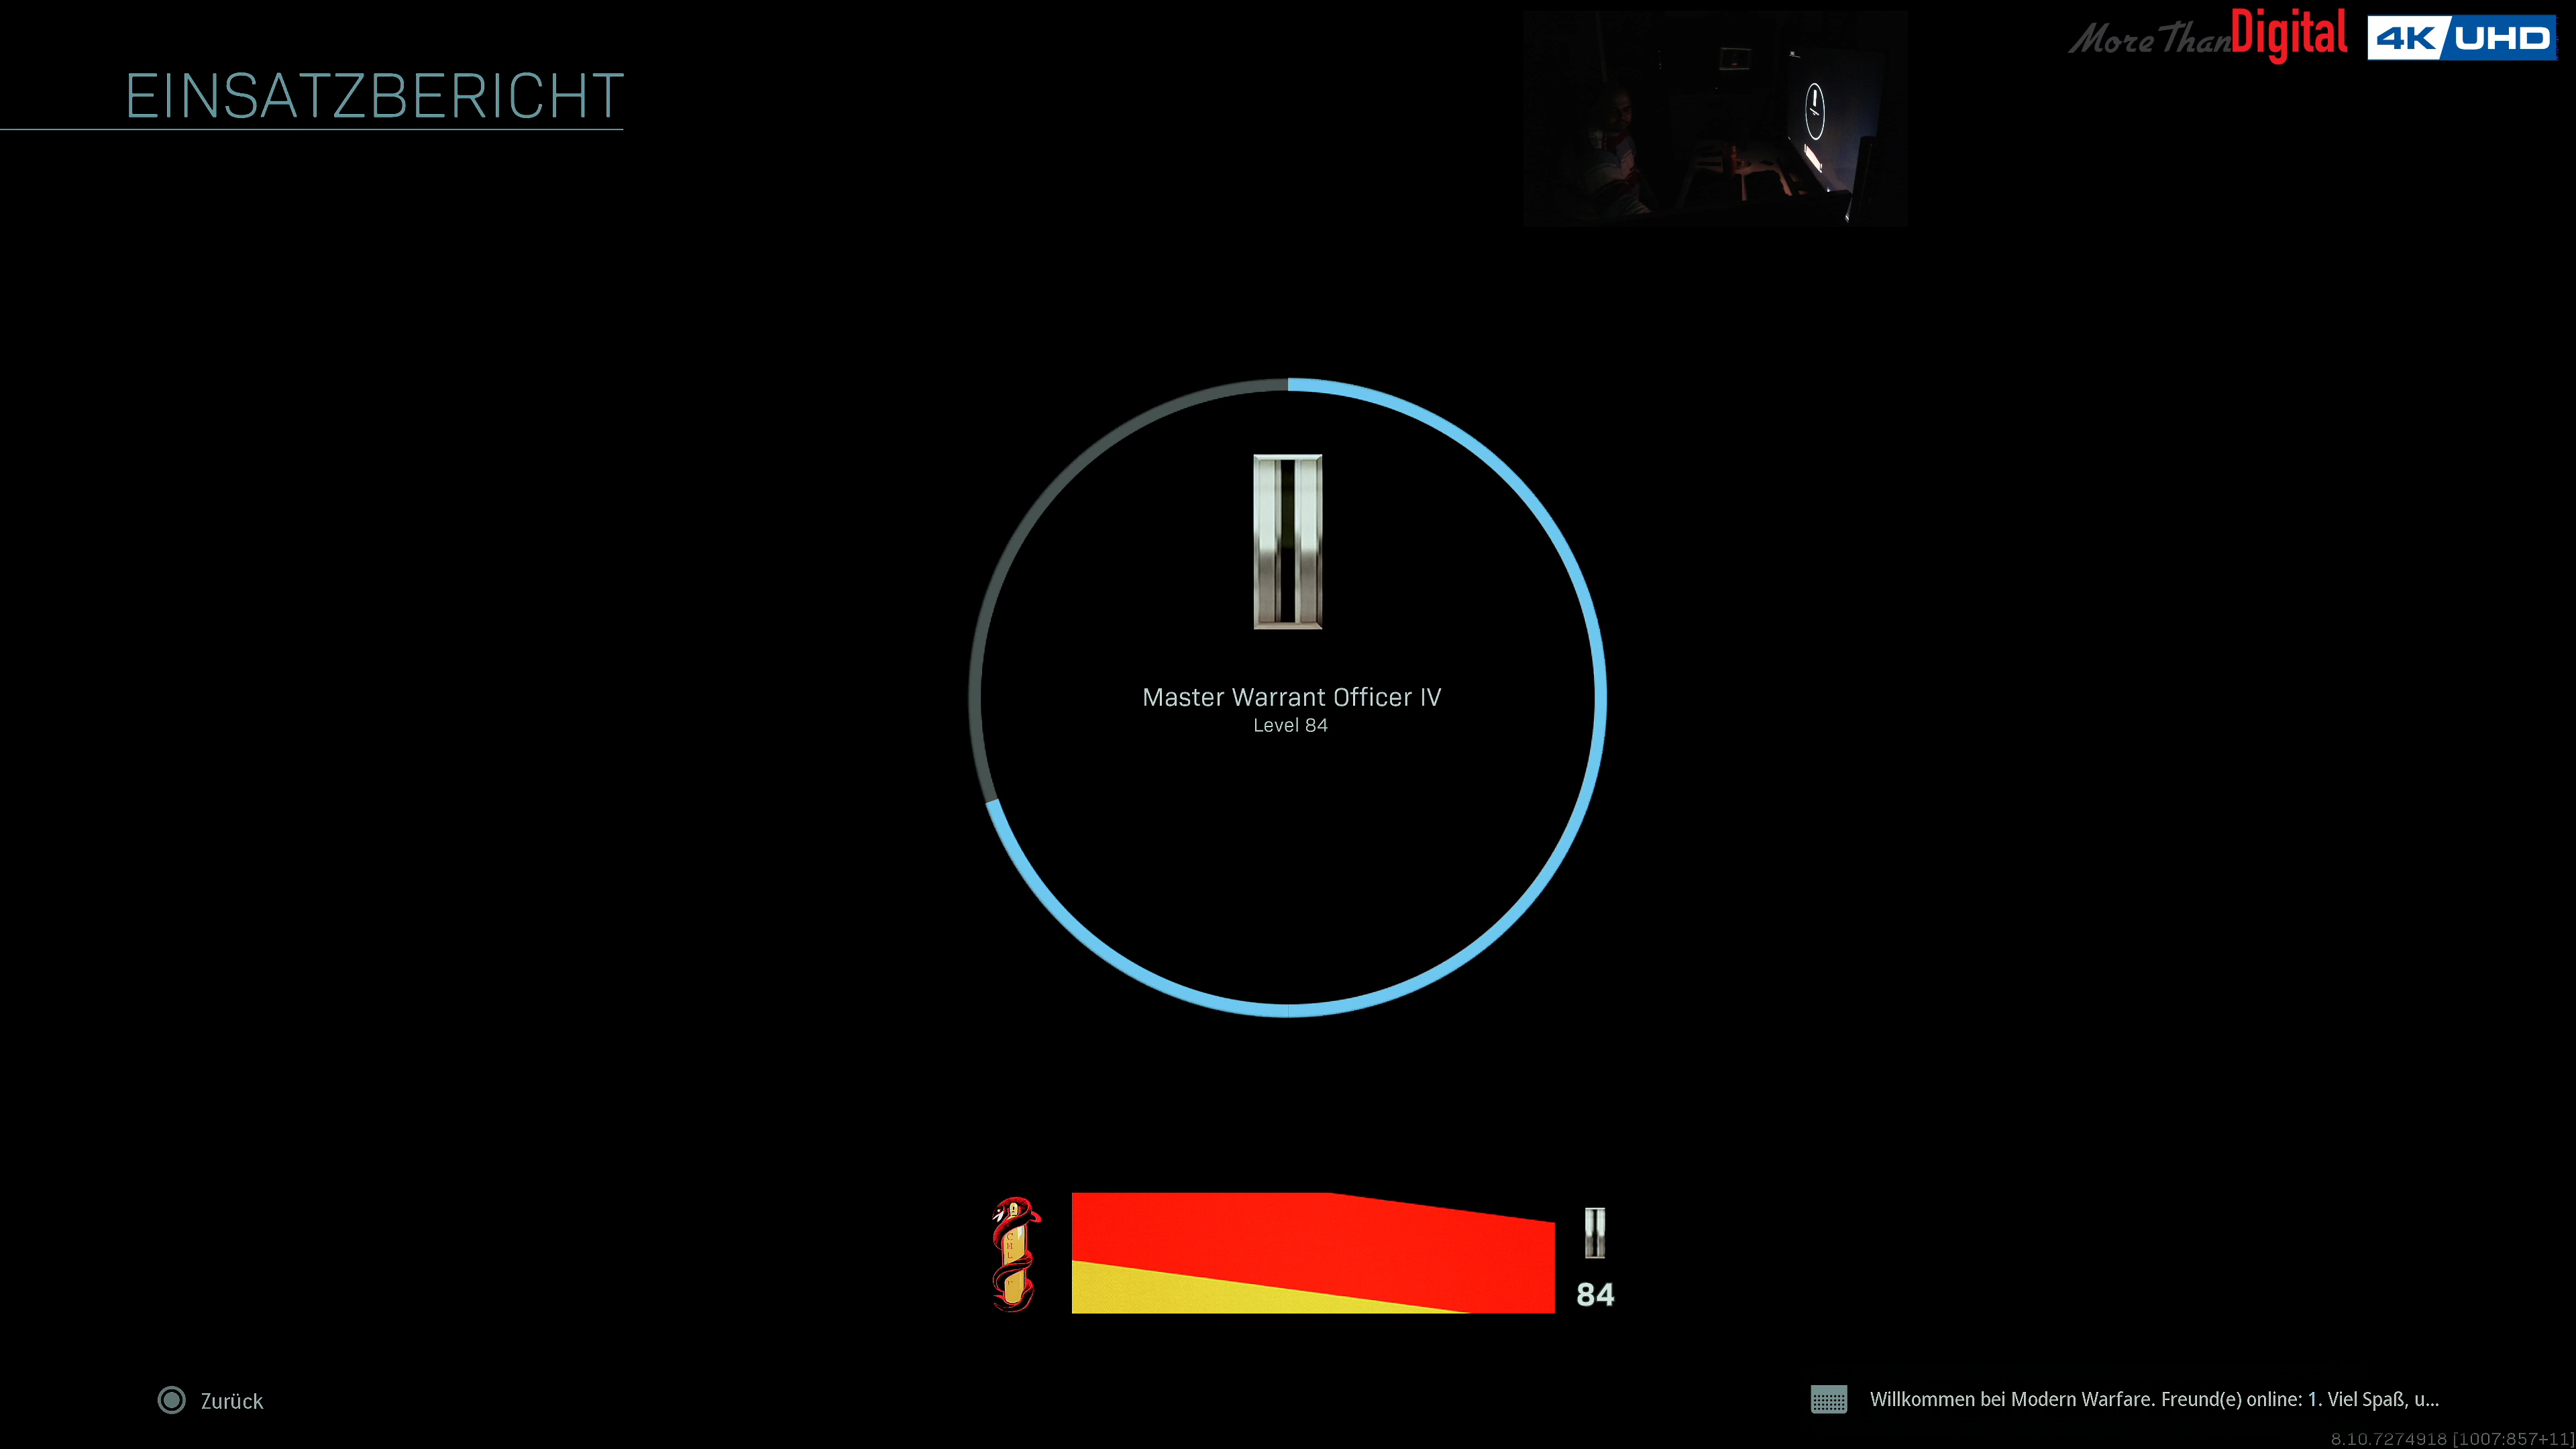 More Than Digital 4K UHD
EINSATZBERICHT
Master Warrant Officer IV
Level 84
84
Zurück
Willkommen bei Modern Warfare. Freund(e) online: 1. Viel Spaß, u...
8.10.7274918 [1007:857+11]